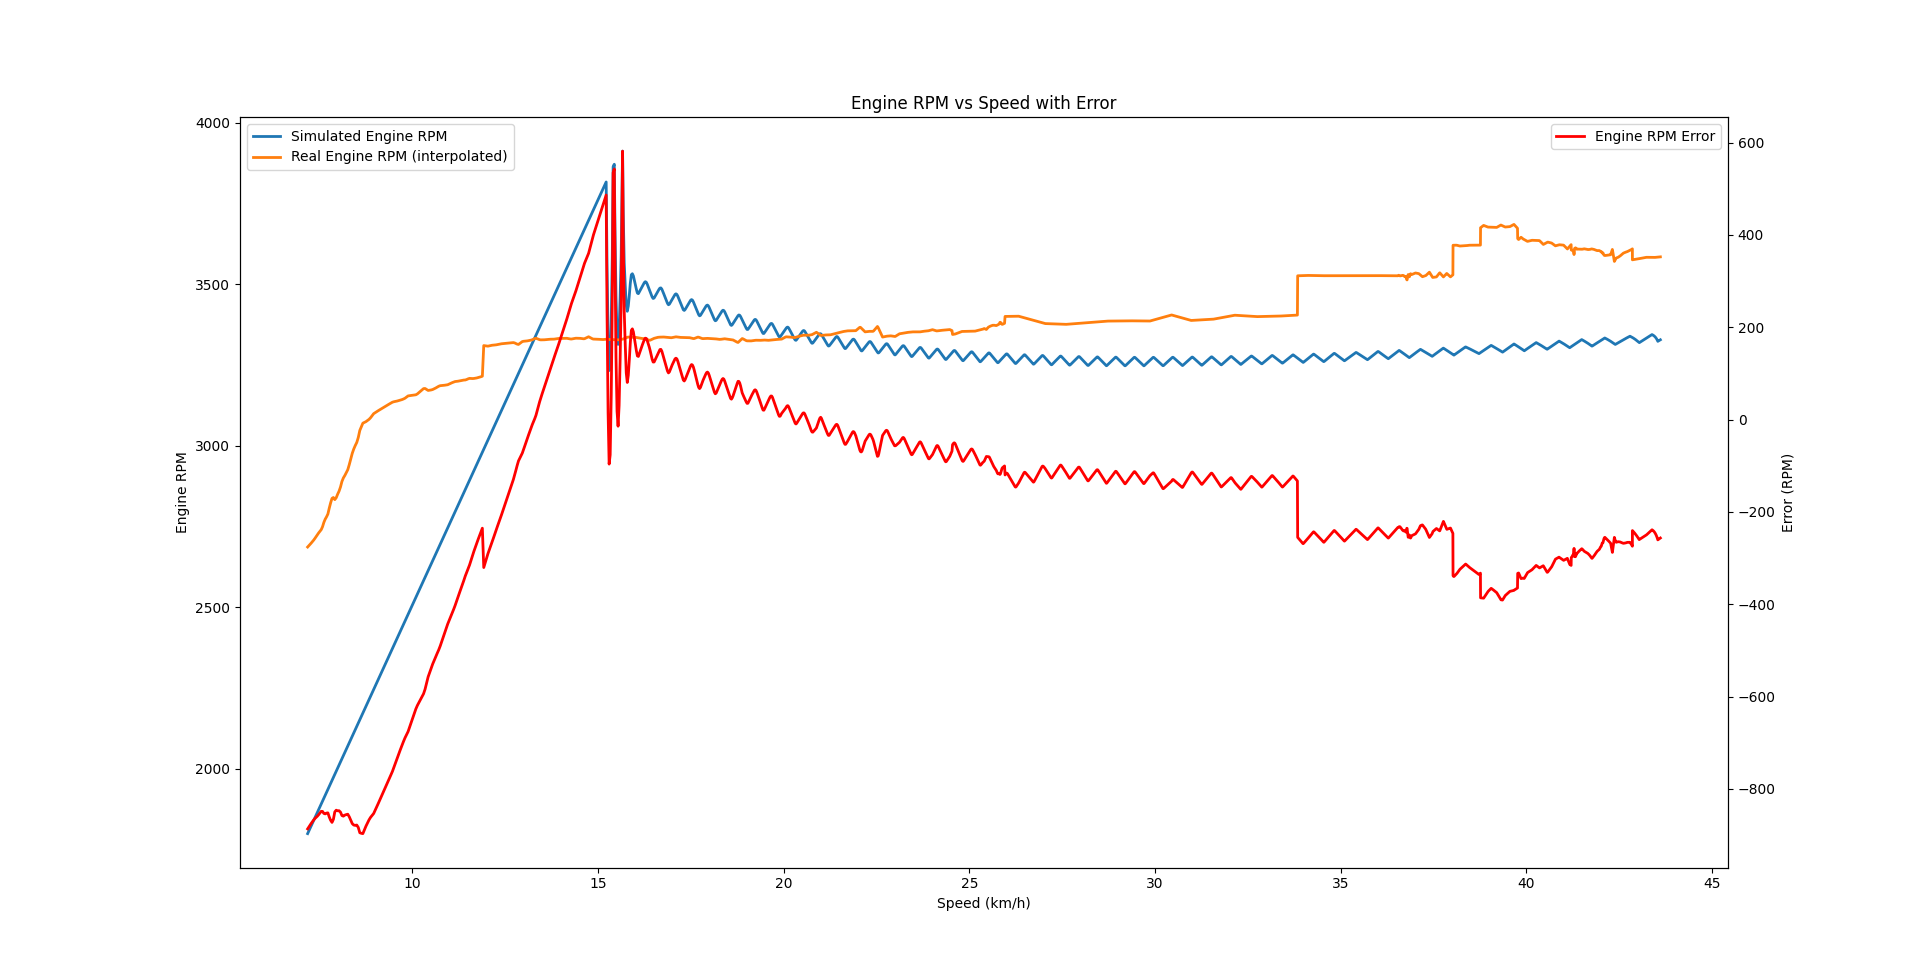 Engine RPM vs Speed with Error
Simulated Engine RPM
Real Engine RPM (interpolated)
Engine RPM Error
4000
3500
3000
2500
2000
Engine RPM
600
400
200
0
−200
−400
−600
−800
Error (RPM)
10 15 20 25 30 35 40 45
Speed (km/h)